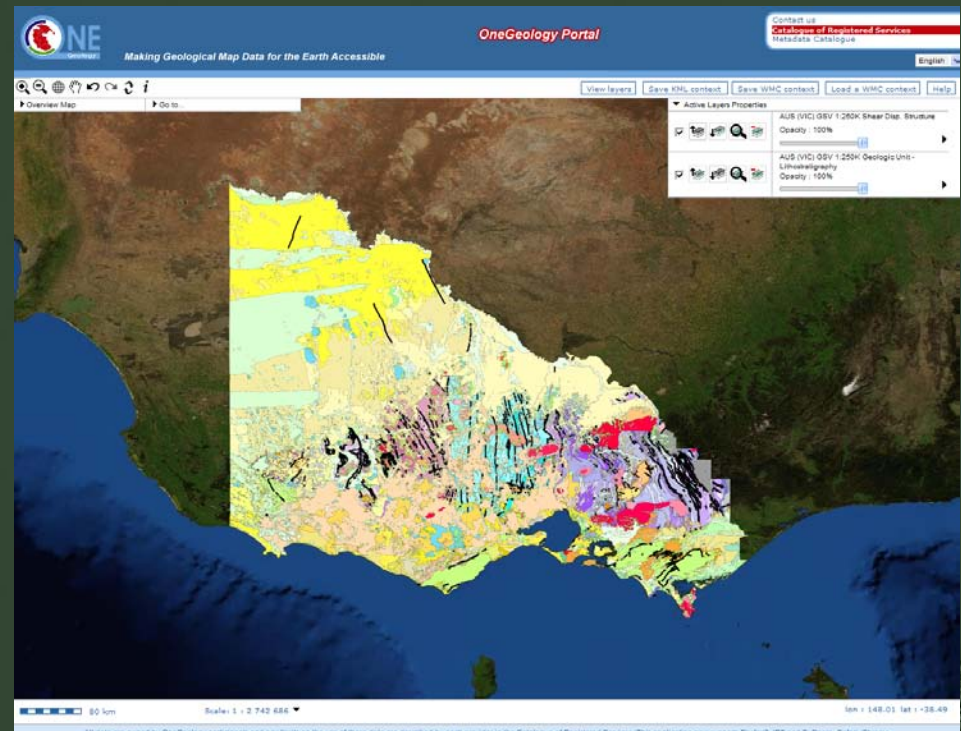 ONE
OneGeology Portal
Making Geological Map Data for the Earth Accessible
Contact us
Catalogue of Registered Services
Metadata Catalogue
English
View layers
Save KML context
Save WMC context
Load a WMC context
Help
Overview Map
Go to...
Active Layers Properties
AUS (VIC) GSV 1:250K Shear Disp. Structure
Opacity : 100%
AUS (VIC) GSV 1:250K Geologic Unit -
Lithostratigraphy
Opacity : 100%
80 km
Scale: 1 : 2 742 686
lon : 148.01 lat : -38.49